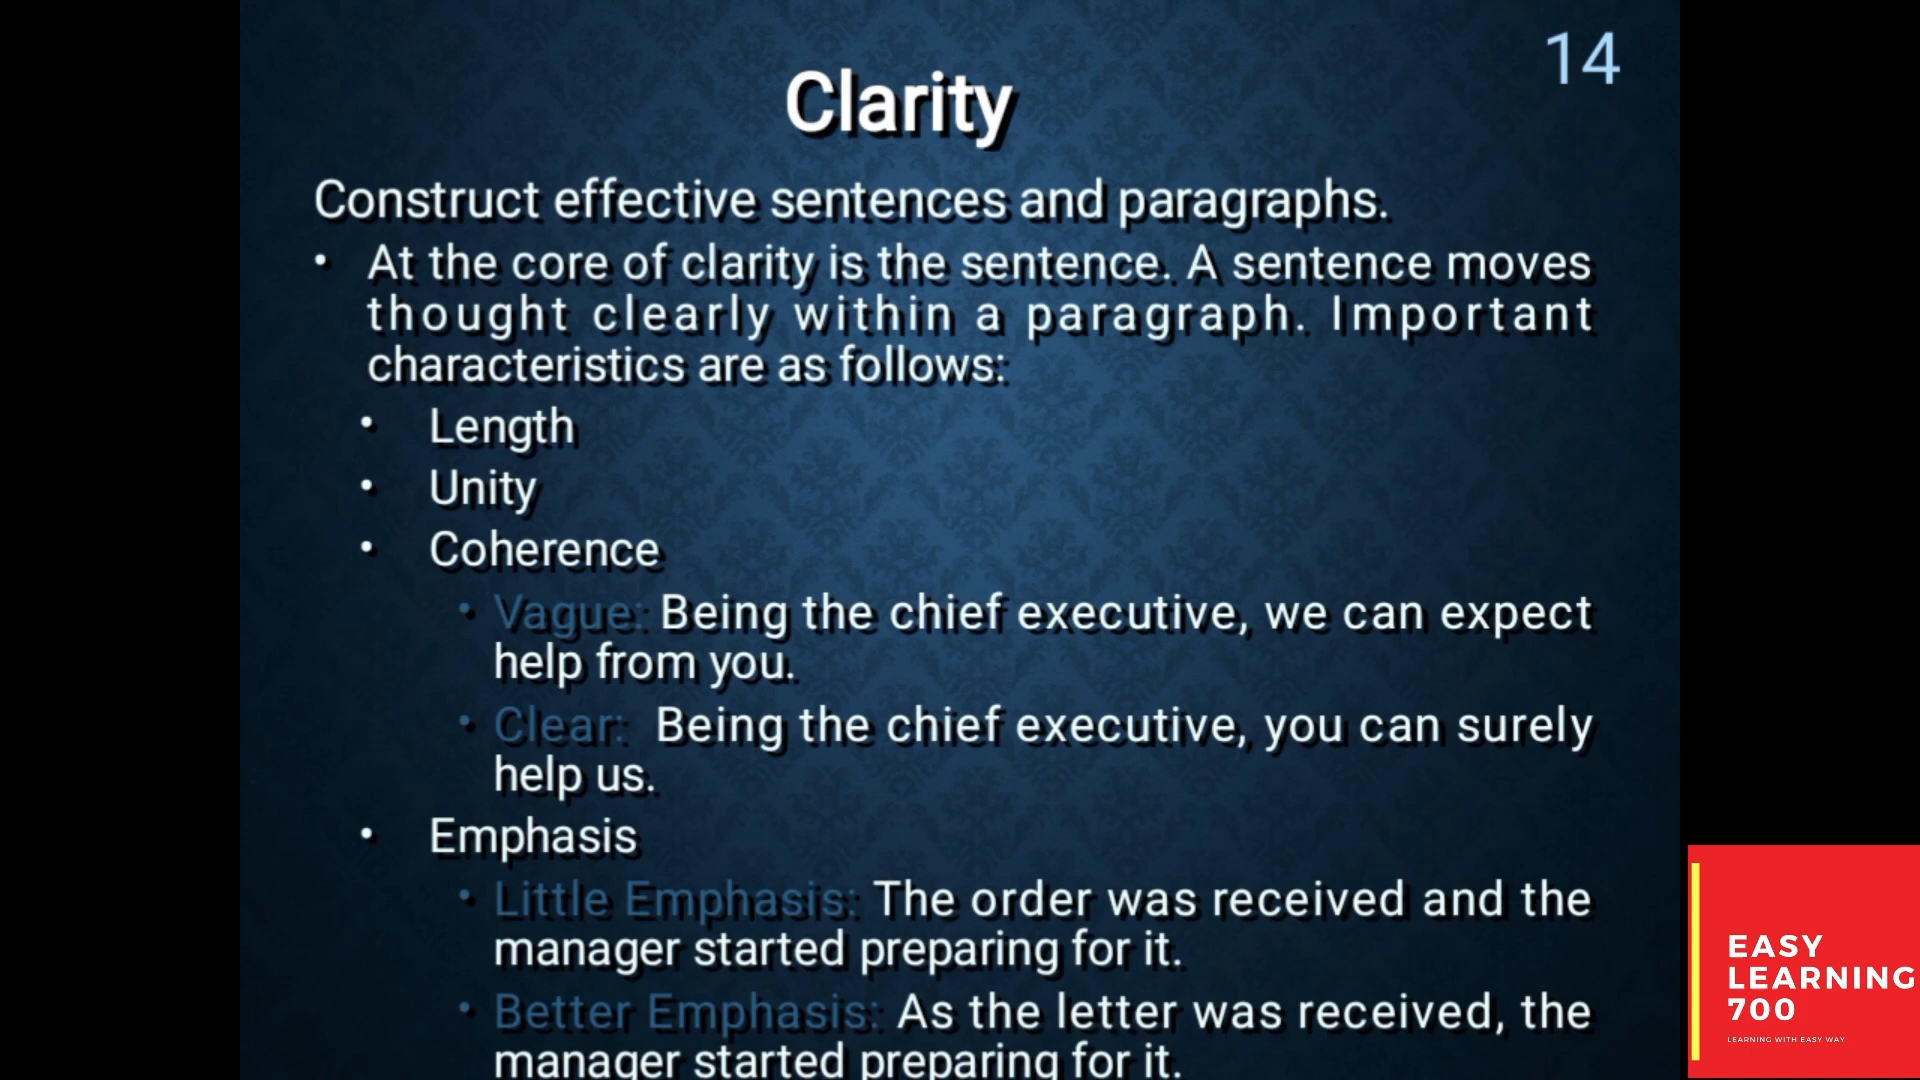 14
Clarity
Construct effective sentences and paragraphs.
• At the core of clarity is the sentence. A sentence moves
thought clearly within a paragraph. Important
characteristics are as follows:
• Length
• Unity
• Coherence
• Vague: Being the chief executive, we can expect
help from you.
• Clear: Being the chief executive, you can surely
help us.
• Emphasis
• Little Emphasis: The order was received and the
manager started preparing for it.
• Better Emphasis: As the letter was received, the
manager started preparing for it.
EASY
LEARNING
700
LEARNING WITH EASY WAY